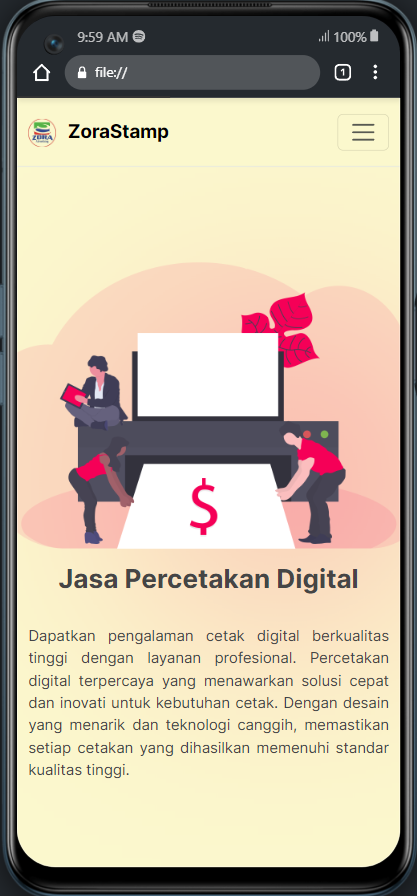 9:59 AM 100%
file:// 1
ZORA
ZoraStamp
$
Jasa Percetakan Digital
Dapatkan pengalaman cetak digital berkualitas
tinggi dengan layanan profesional. Percetakan
digital terpercaya yang menawarkan solusi cepat
dan inovati untuk kebutuhan cetak. Dengan desain
yang menarik dan teknologi canggih, memastikan
setiap cetakan yang dihasilkan memenuhi standar
kualitas tinggi.